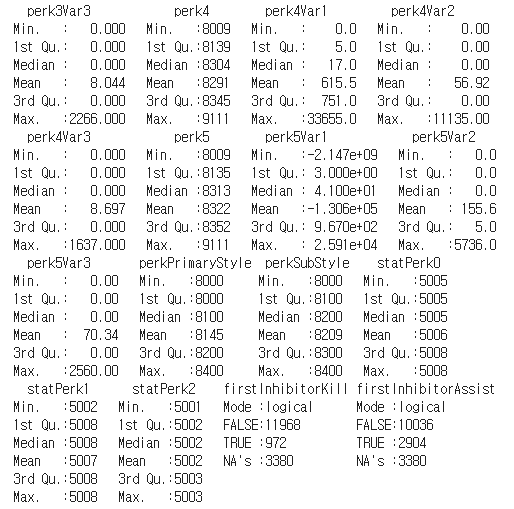 perk3Var3 perk4 perk4Var1 perk4Var2
Min. : 0.000 Min. :8009 Min. : 0.0 Min. : 0.00
1st Qu.: 0.000 1st Qu.:8139 1st Qu.: 5.0 1st Qu.: 0.00
Median : 0.000 Median :8304 Median : 17.0 Median : 0.00
Mean : 8.044 Mean :8291 Mean : 615.5 Mean : 56.92
3rd Qu.: 0.000 3rd Qu.:8345 3rd Qu.: 751.0 3rd Qu.: 0.00
Max. :2266.000 Max. :9111 Max. :33655.0 Max. :11135.00
perk4Var3 perk5 perk5Var1 perk5Var2
Min. : 0.000 Min. :8009 Min. :-2.147e+09 Min. : 0.0
1st Qu.: 0.000 1st Qu.:8135 1st Qu.: 3.000e+00 1st Qu.: 0.0
Median : 0.000 Median :8313 Median : 4.100e+01 Median : 0.0
Mean : 8.697 Mean :8322 Mean :-1.306e+05 Mean : 155.6
3rd Qu.: 0.000 3rd Qu.:8352 3rd Qu.: 9.670e+02 3rd Qu.: 5.0
Max. :1637.000 Max. :9111 Max. : 2.591e+04 Max. :5736.0
perk5Var3 perkPrimaryStyle perkSubStyle statPerk0
Min. : 0.00 Min. :8000 Min. :8000 Min. :5005
1st Qu.: 0.00 1st Qu.:8000 1st Qu.:8100 1st Qu.:5005
Median : 0.00 Median :8100 Median :8200 Median :5005
Mean : 70.34 Mean :8145 Mean :8209 Mean :5006
3rd Qu.: 0.00 3rd Qu.:8200 3rd Qu.:8300 3rd Qu.:5008
Max. :2560.00 Max. :8400 Max. :8400 Max. :5008
statPerk1 statPerk2 firstInhibitorKill firstInhibitorAssist
Min. :5002 Min. :5001 Mode :logical Mode :logical
1st Qu.:5008 1st Qu.:5002 FALSE:11968 FALSE:10036
Median :5008 Median :5002 TRUE :972 TRUE :2904
Mean :5007 Mean :5002 NA's :3380 NA's :3380
3rd Qu.:5008 3rd Qu.:5003
Max. :5008 Max. :5003